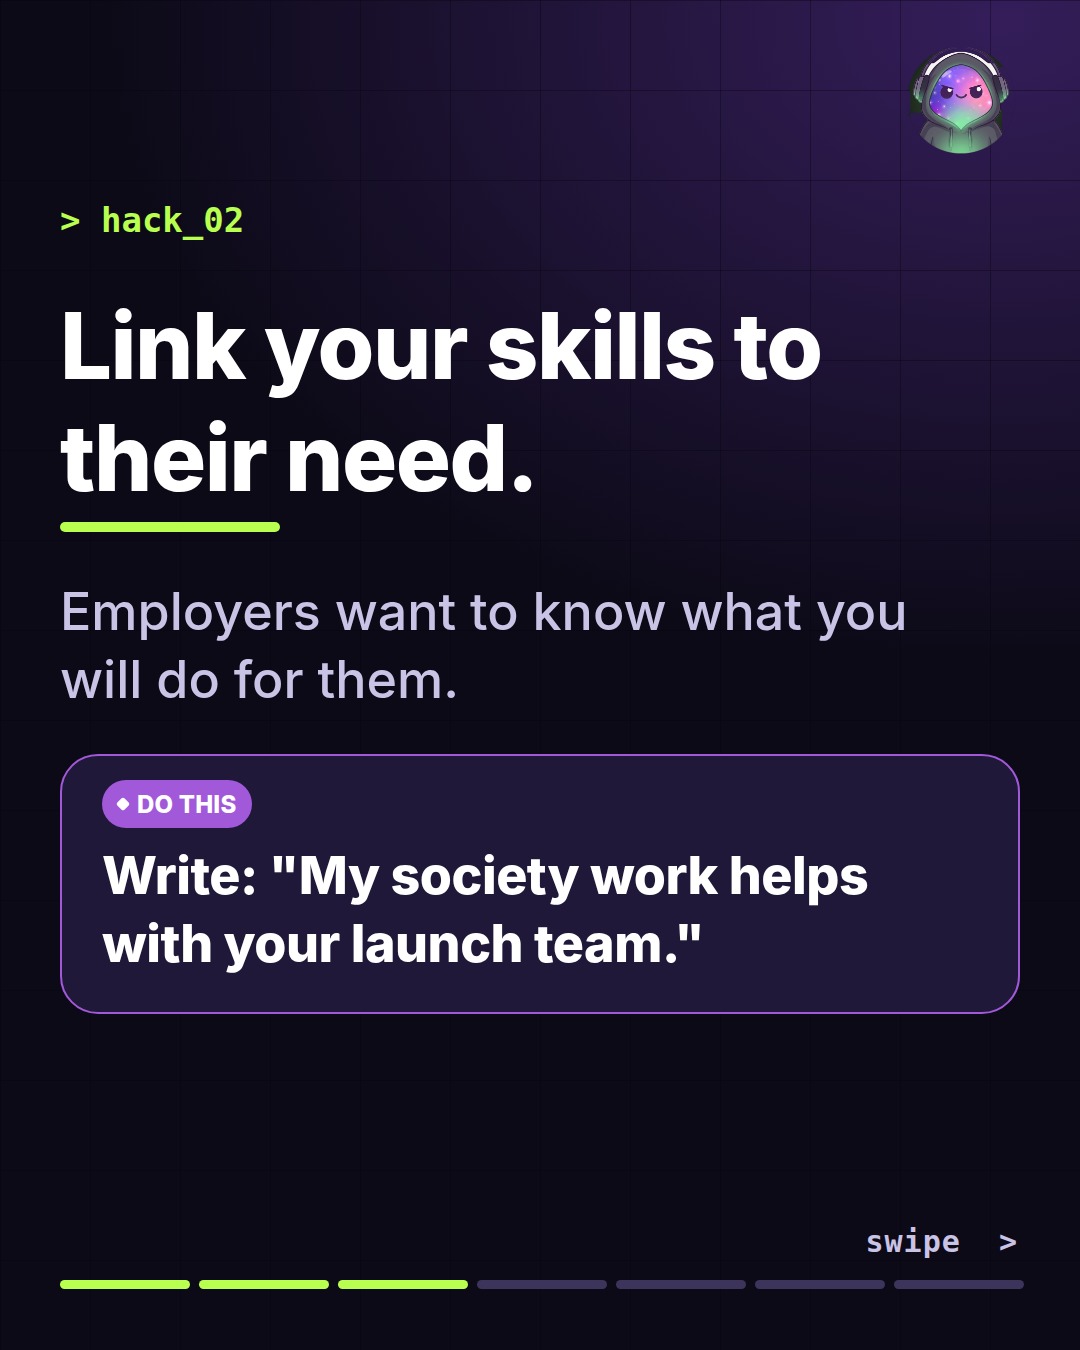 > hack_02
Link your skills to
their need.
Employers want to know what you
will do for them.
DO THIS
Write: "My society work helps
with your launch team."
swipe >